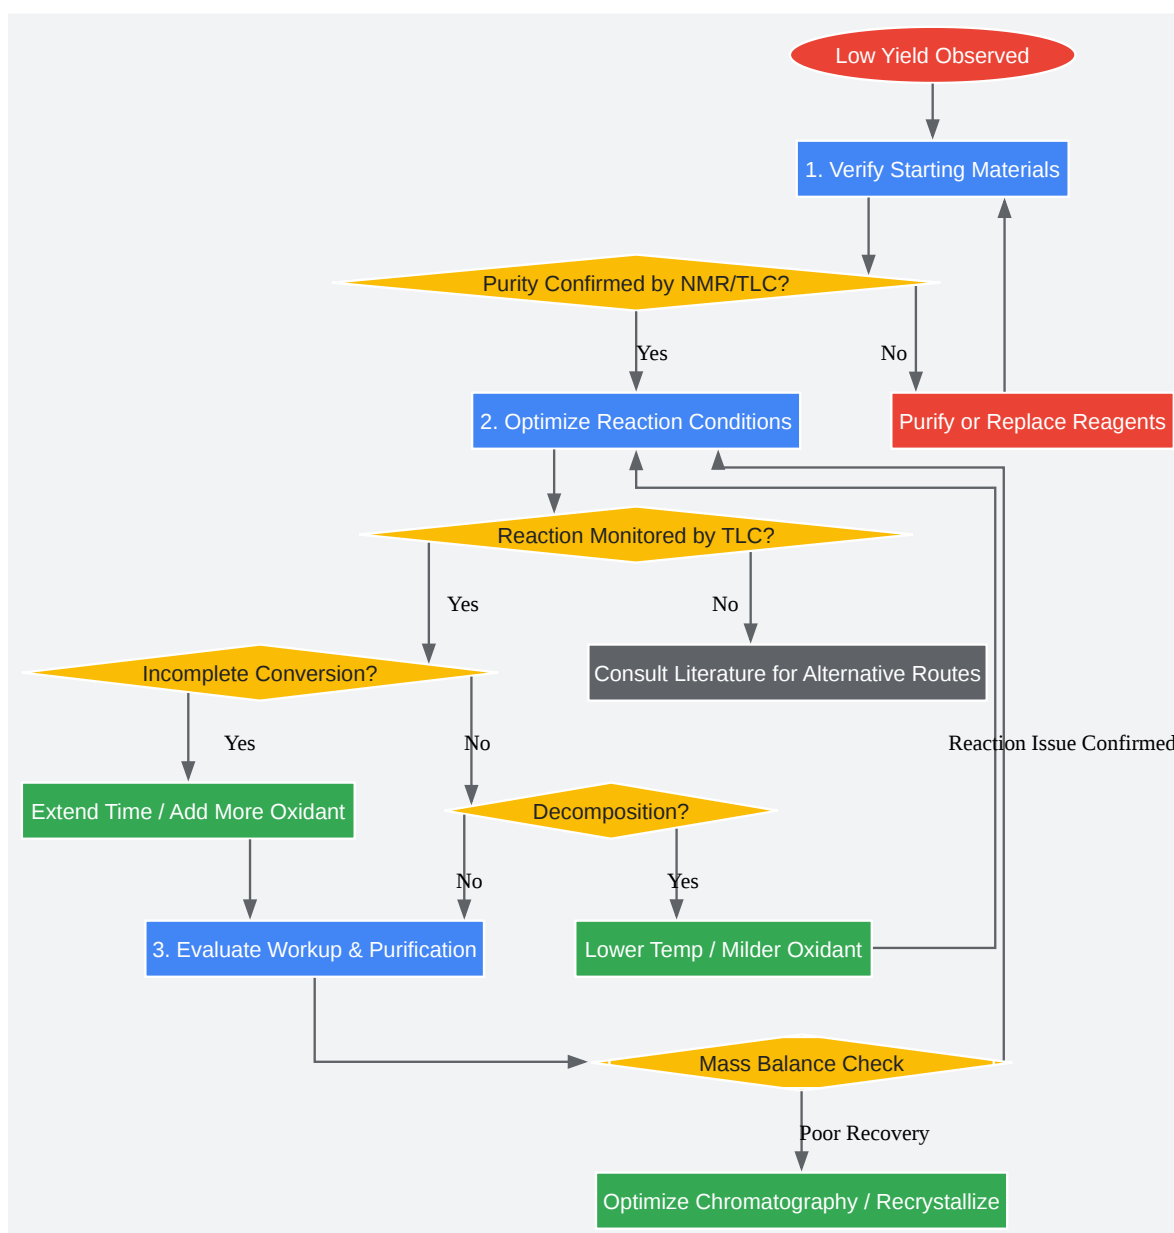 Low Yield Observed
1. Verify Starting Materials
Purity Confirmed by NMR/TLC?
Yes
No
2. Optimize Reaction Conditions
Purify or Replace Reagents
Reaction Monitored by TLC?
Yes
No
Incomplete Conversion?
Consult Literature for Alternative Routes
Yes
No
Reaction Issue Confirmed
Extend Time / Add More Oxidant
Decomposition?
No
Yes
3. Evaluate Workup & Purification
Lower Temp / Milder Oxidant
Mass Balance Check
Poor Recovery
Optimize Chromatography / Recrystallize